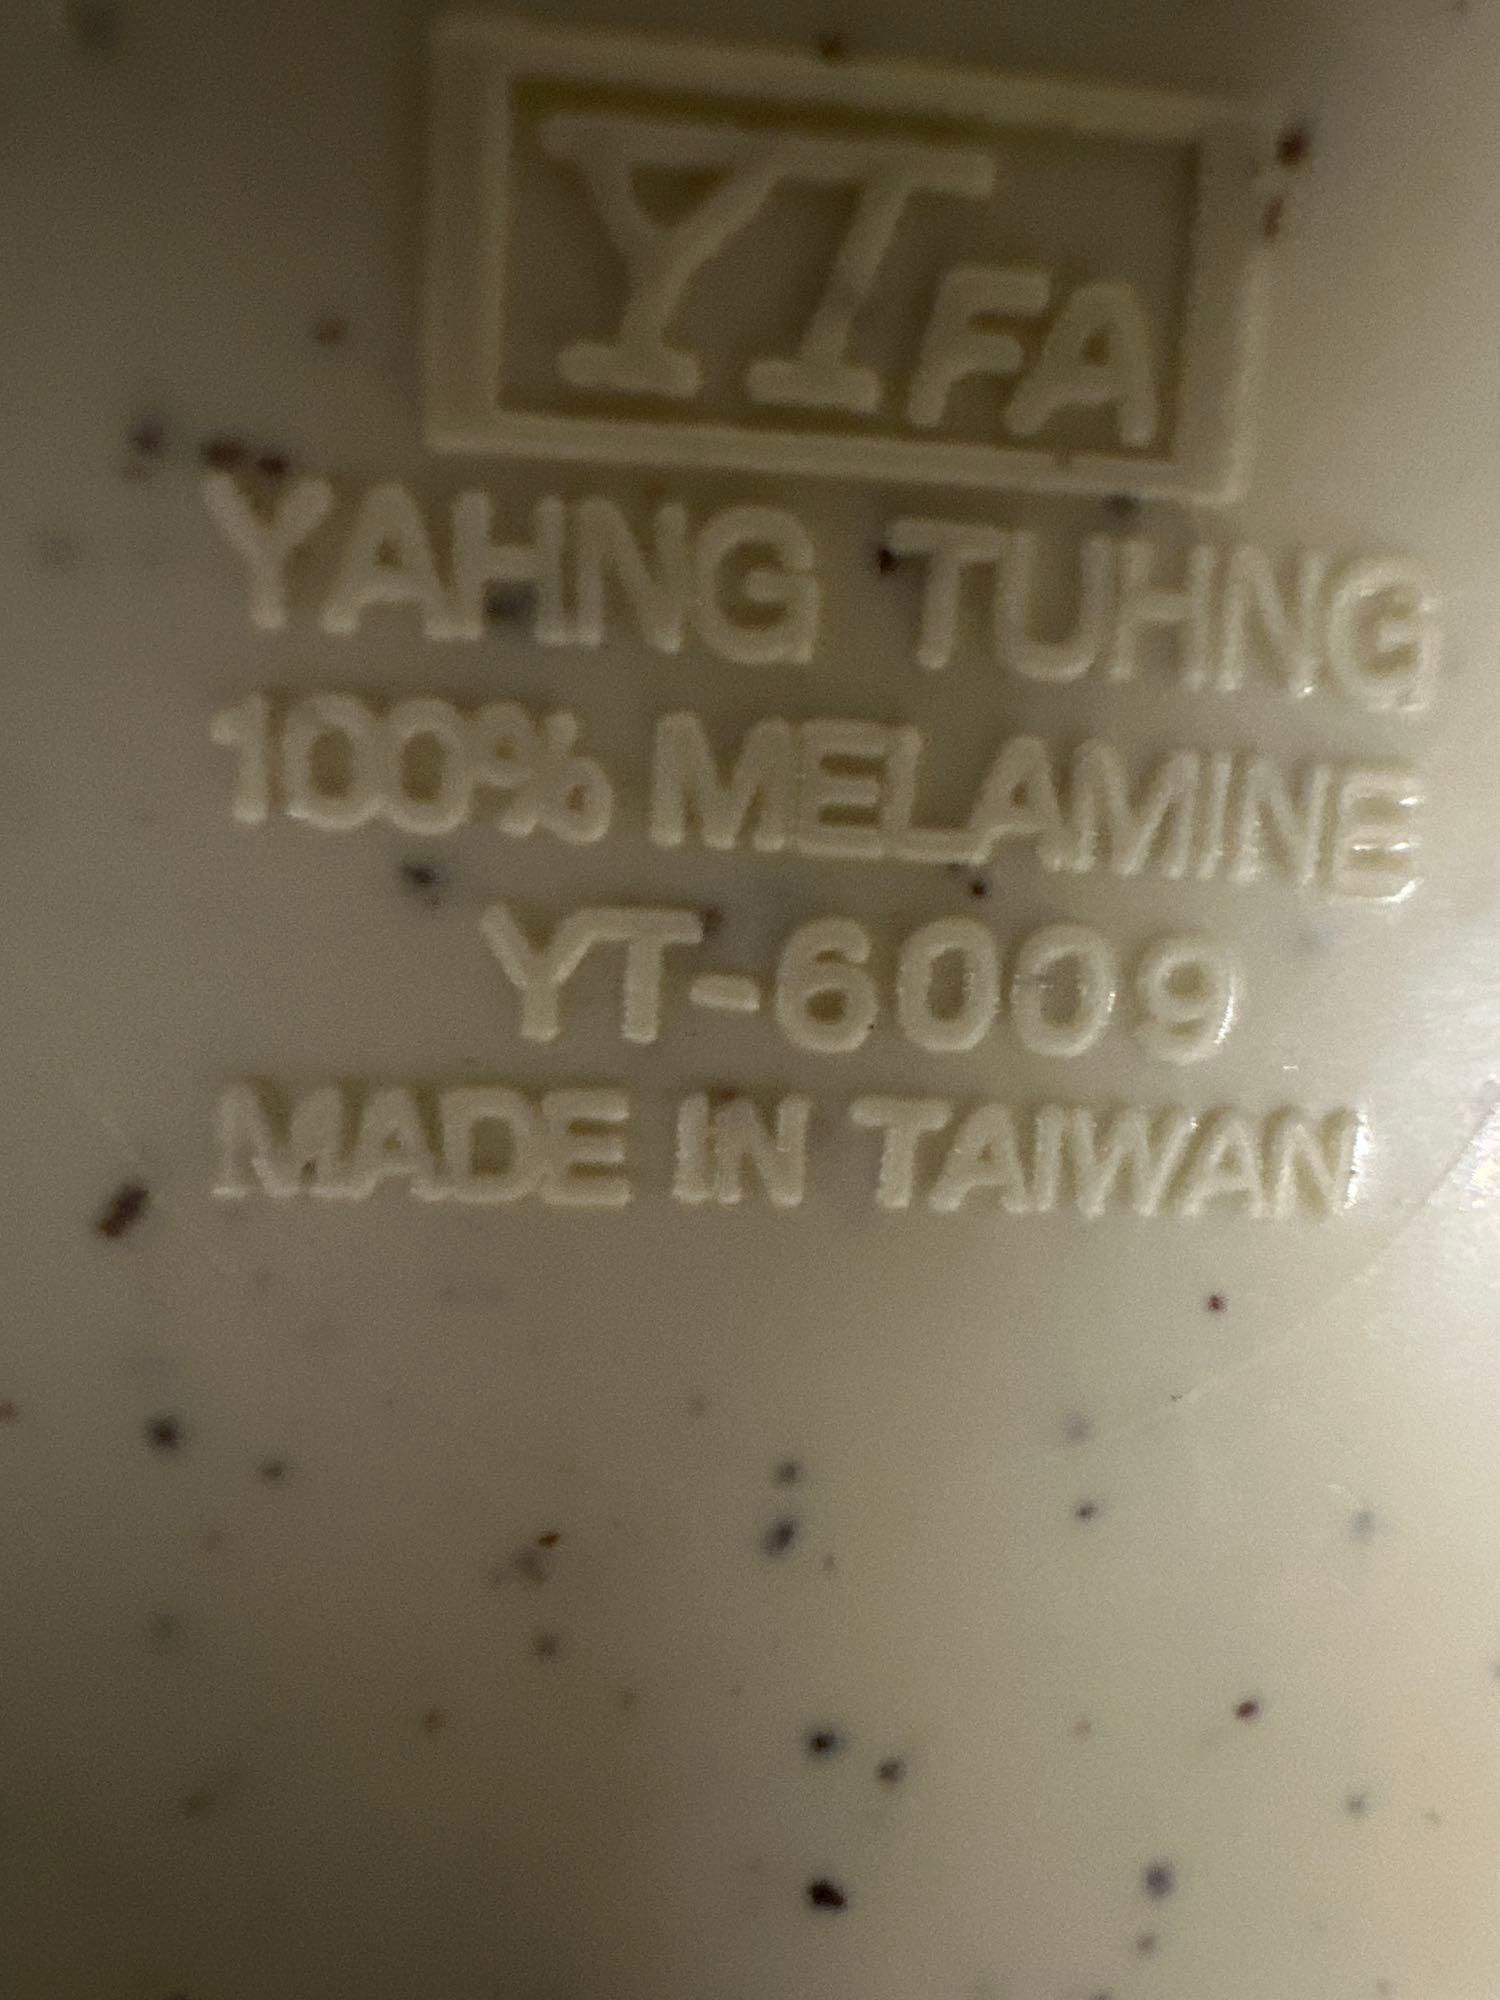 YT FA
YAHNG TUHNG
100% MELAMINE
YT-6009
MADE IN TAIWAN